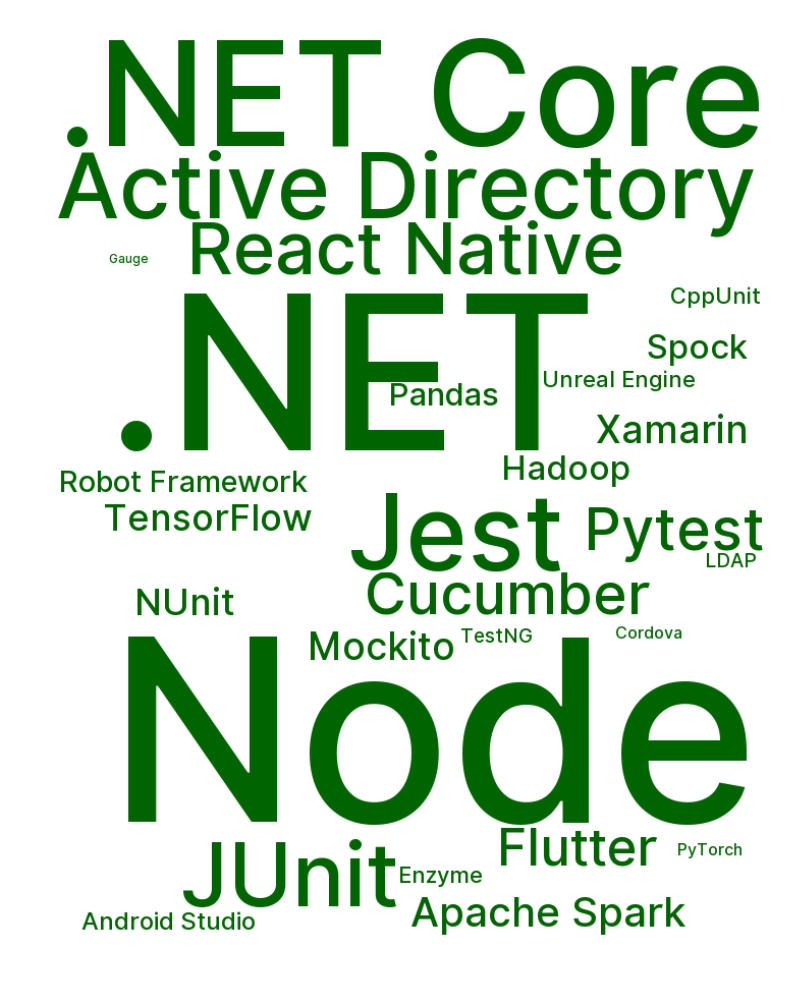 .NET Core
Active Directory
React Native
Gauge
CppUnit
.NET
Spock
Unreal Engine
Pandas
Xamarin
Hadoop
Robot Framework
TensorFlow
Jest
Pytest
LDAP
Cucumber
NUnit
Mockito
TestNG
Cordova
Node
JUnit
Flutter
PyTorch
Enzyme
Apache Spark
Android Studio